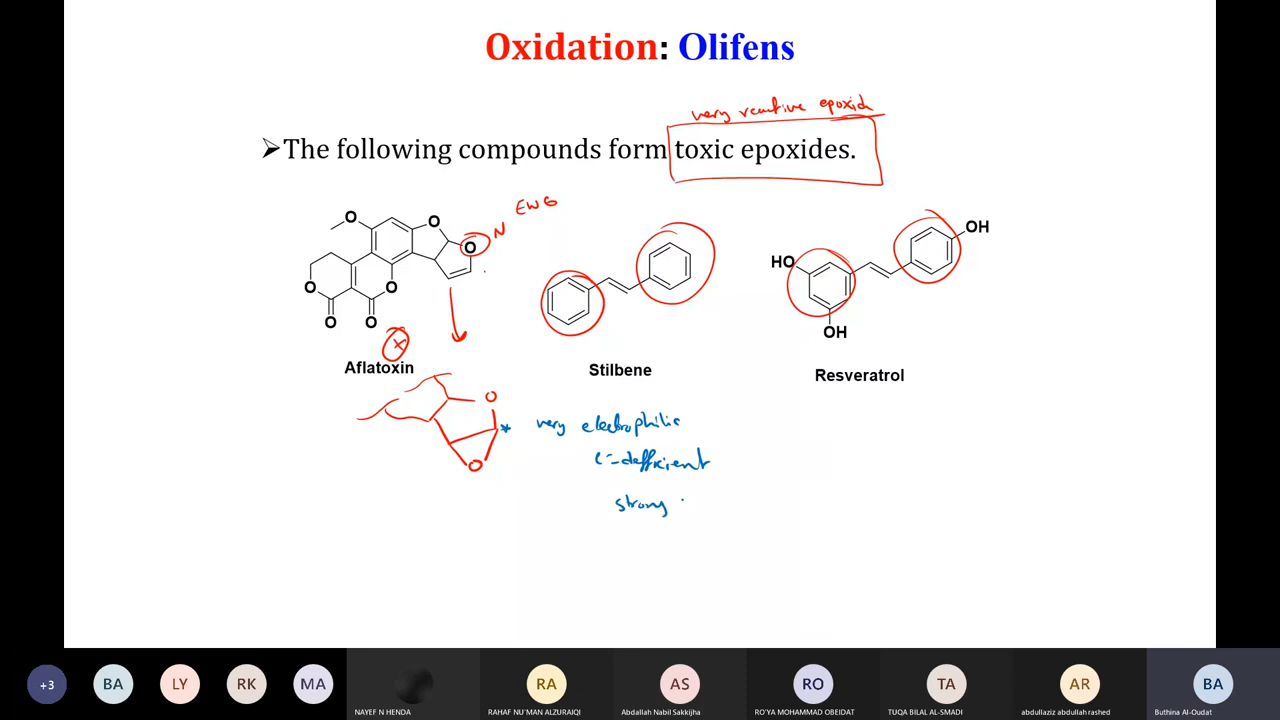 Oxidation: Olifens
very reactive epoxid
➢The following compounds form toxic epoxides.
EWG
N
O O O OH
HO
O O
O O
OH
Aflatoxin
Stilbene
Resveratrol
O
* very electrophilic
e⁻-defficient
O
strong
+3 BA LY RK MA RA AS RO TA AR BA
NAYEF N HENDA
RAHAF NU'MAN ALZURAIQI
Abdallah Nabil Sakkijha
RO'YA MOHAMMAD OBEIDAT
TUQA BILAL AL-SMADI
abdullaziz abdullah rashed
Buthina Al-Oudat